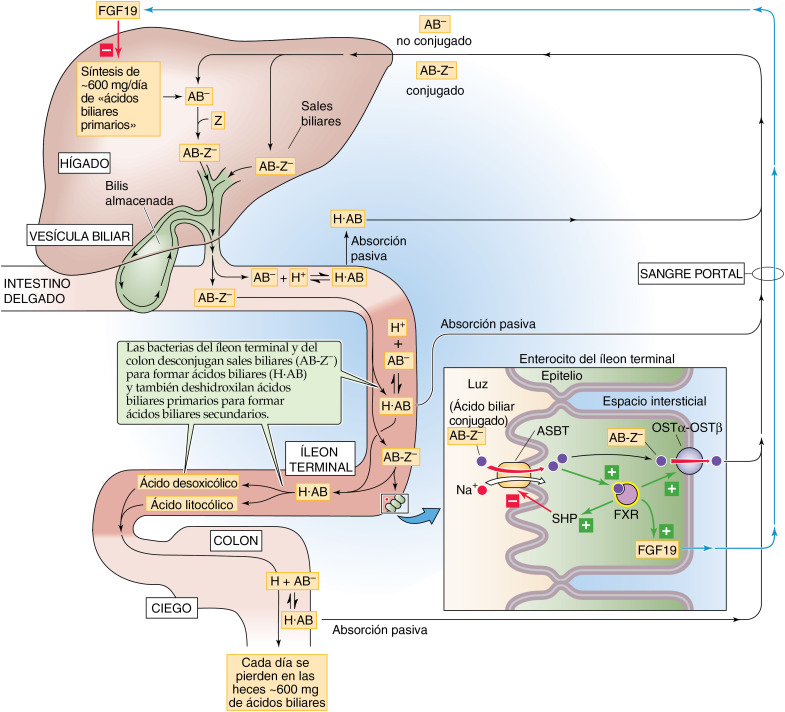 FGF19
–
Síntesis de
~600 mg/día
de «ácidos
biliares
primarios»
AB–
Z
AB-Z–
HÍGADO
Bilis
almacenada
VESÍCULA BILIAR
AB-Z–
Sales
biliares
AB–
no conjugado
AB-Z–
conjugado
H·AB
Absorción
pasiva
INTESTINO
DELGADO
AB– + H+ H·AB
AB-Z–
SANGRE PORTAL
H+
+
AB–
H·AB
Absorción pasiva
Las bacterias del íleon terminal y del
colon desconjugan sales biliares (AB-Z–)
para formar ácidos biliares (H·AB)
y también deshidroxilan ácidos
biliares primarios para formar
ácidos biliares secundarios.
ÍLEON
TERMINAL
AB-Z–
H·AB
Ácido desoxicólico
Ácido litocólico
COLON
CIEGO
H + AB–
H·AB
Absorción pasiva
Cada día se
pierden en las
heces ~600 mg
de ácidos biliares
Enterocito del íleon terminal
Epitelio
Luz
Espacio intersticial
(Ácido biliar
conjugado)
AB-Z–
ASBT
AB-Z–
OSTα-OSTβ
Na+
–
+
+
SHP
+
FXR
+
FGF19